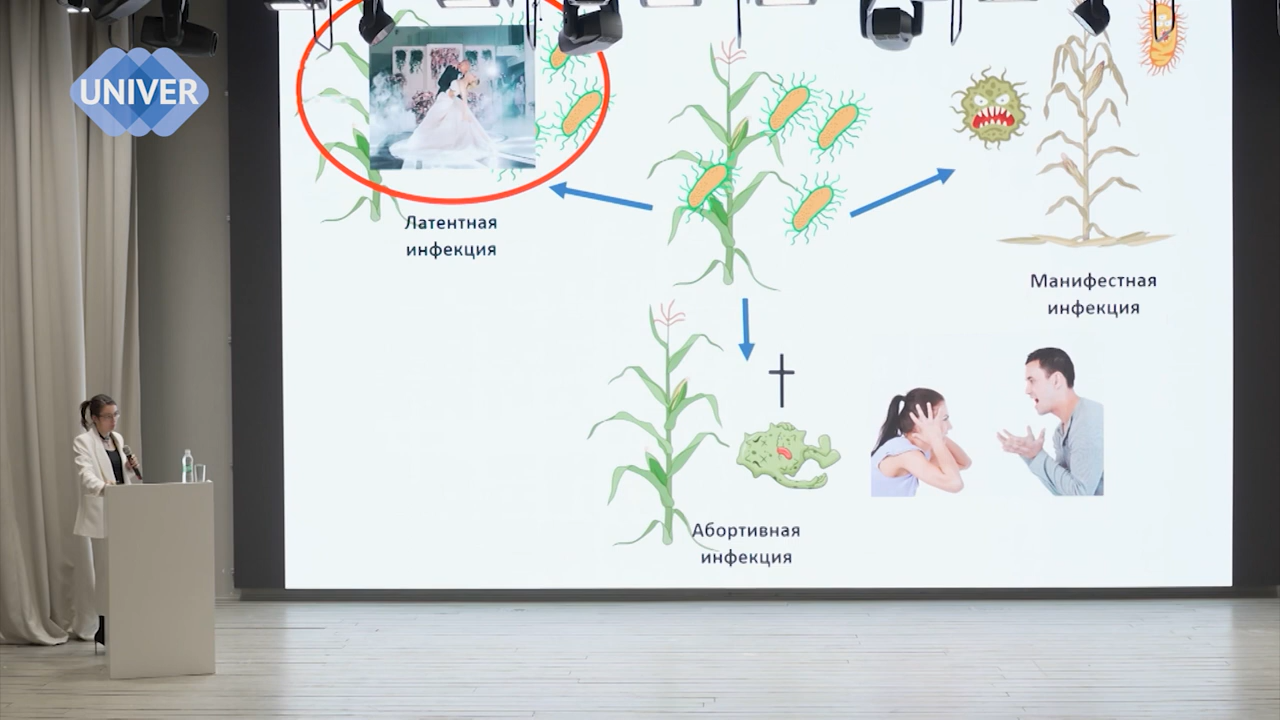 UNIVER
Латентная
инфекция
Манифестная
инфекция
Абортивная
инфекция